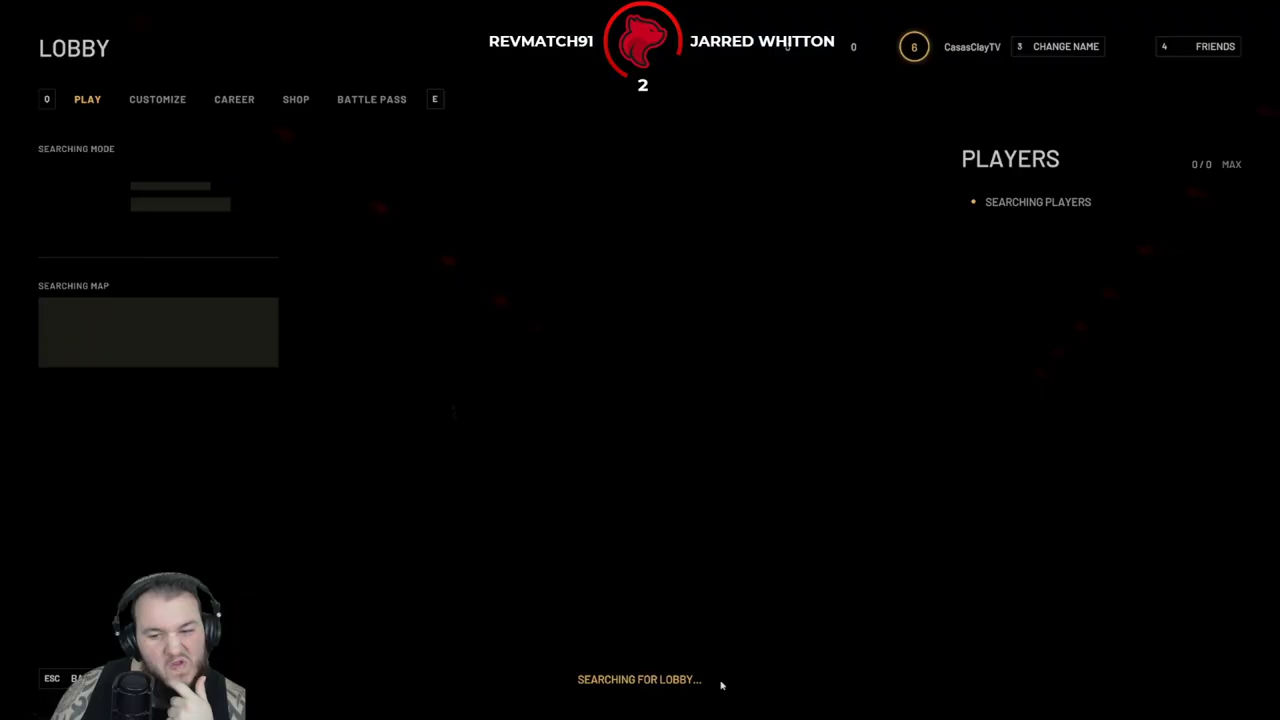 LOBBY
REVMATCH91
JARRED WHITTON
2
0
6
CasasClayTV
3 CHANGE NAME
4 FRIENDS
Q PLAY CUSTOMIZE CAREER SHOP BATTLE PASS E
SEARCHING MODE
PLAYERS
0/0 MAX
SEARCHING PLAYERS
SEARCHING MAP
ESC
SEARCHING FOR LOBBY...